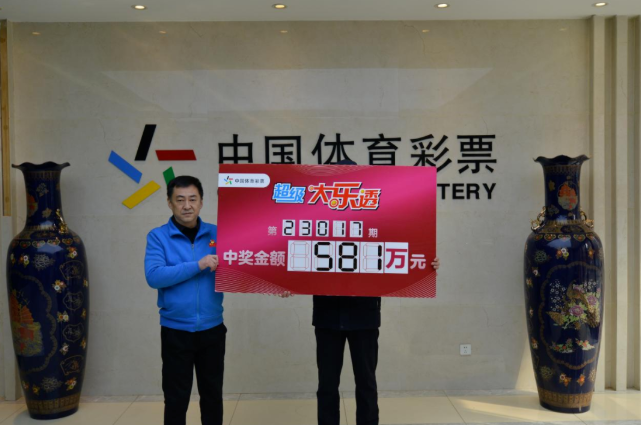 中国体育彩票
TTERY
中国体育彩票
超级大乐透
第23017期
中奖金额581万元